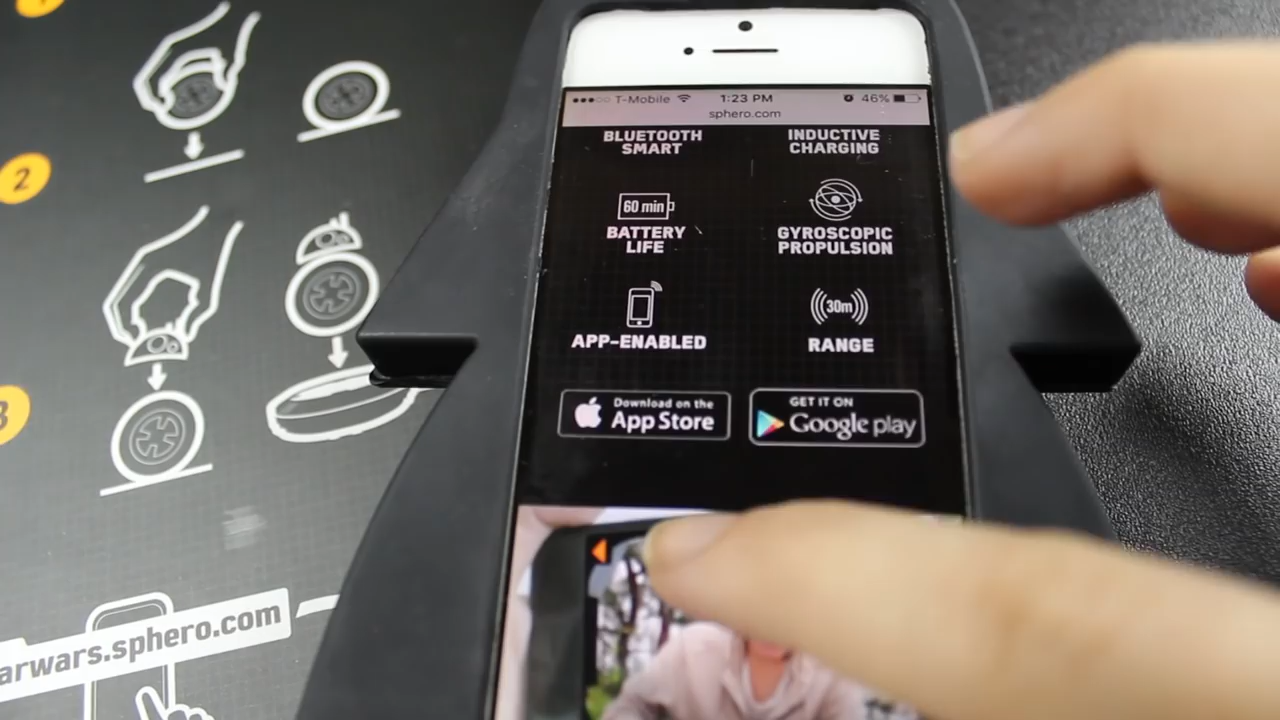 2
3
arwars.sphero.com
T-Mobile 1:23 PM 46%
sphero.com
BLUETOOTH
SMART
INDUCTIVE
CHARGING
60 min
BATTERY
LIFE
GYROSCOPIC
PROPULSION
APP-ENABLED
30m
RANGE
Download on the
App Store
GET IT ON
Google play